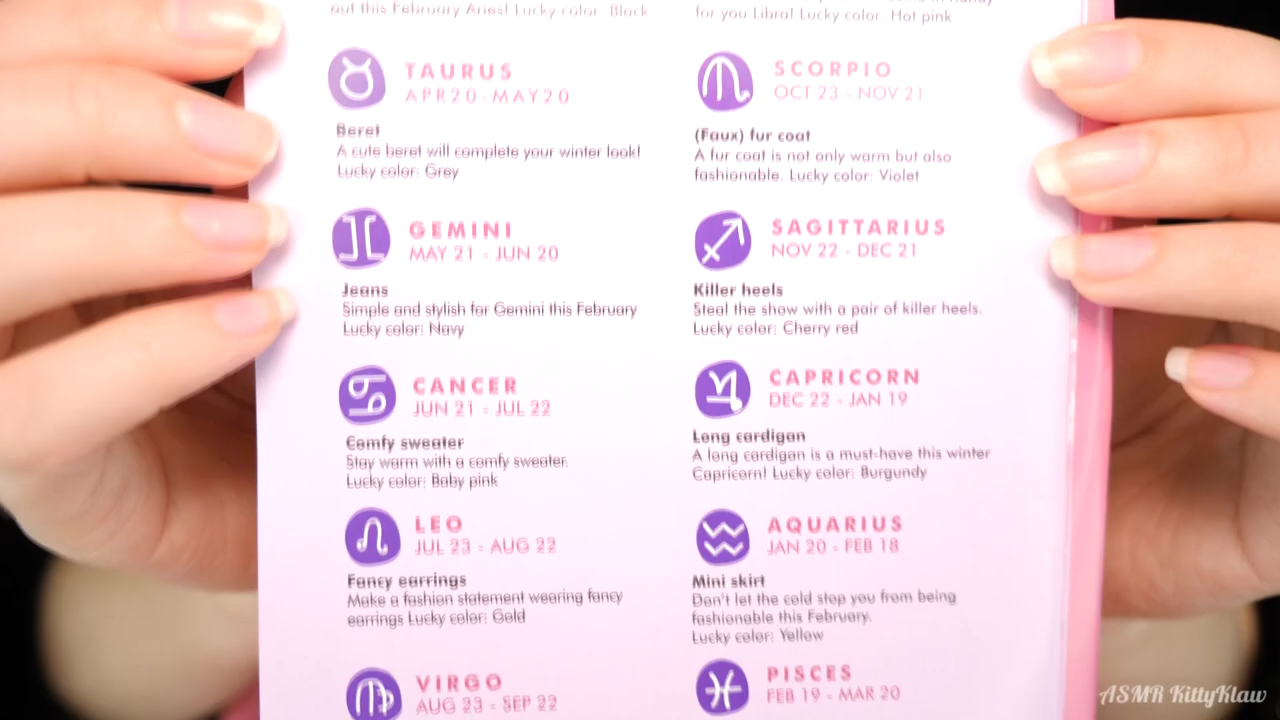 out this February Aries! Lucky color: Black
TAURUS
APR20-MAY20
Beret
A cute beret will complete your winter look!
Lucky color: Grey
GEMINI
MAY 21 - JUN 20
Jeans
Simple and stylish for Gemini this February
Lucky color: Navy
CANCER
JUN 21 - JUL 22
Comfy sweater
Stay warm with a comfy sweater.
Lucky color: Baby pink
LEO
JUL 23 - AUG 22
Fancy earrings
Make a fashion statement wearing fancy
earrings Lucky color: Gold
VIRGO
AUG 23 - SEP 22
for you Libra! Lucky color: Hot pink
SCORPIO
OCT 23 - NOV 21
(Faux) fur coat
A fur coat is not only warm but also
fashionable. Lucky color: Violet
SAGITTARIUS
NOV 22 - DEC 21
Killer heels
Steal the show with a pair of killer heels.
Lucky color: Cherry red
CAPRICORN
DEC 22 - JAN 19
Long cardigan
A long cardigan is a must-have this winter
Capricorn! Lucky color: Burgundy
AQUARIUS
JAN 20 - FEB 18
Mini skirt
Don't let the cold stop you from being
fashionable this February.
Lucky color: Yellow
PISCES
FEB 19 - MAR 20
ASMR KittyKlaw